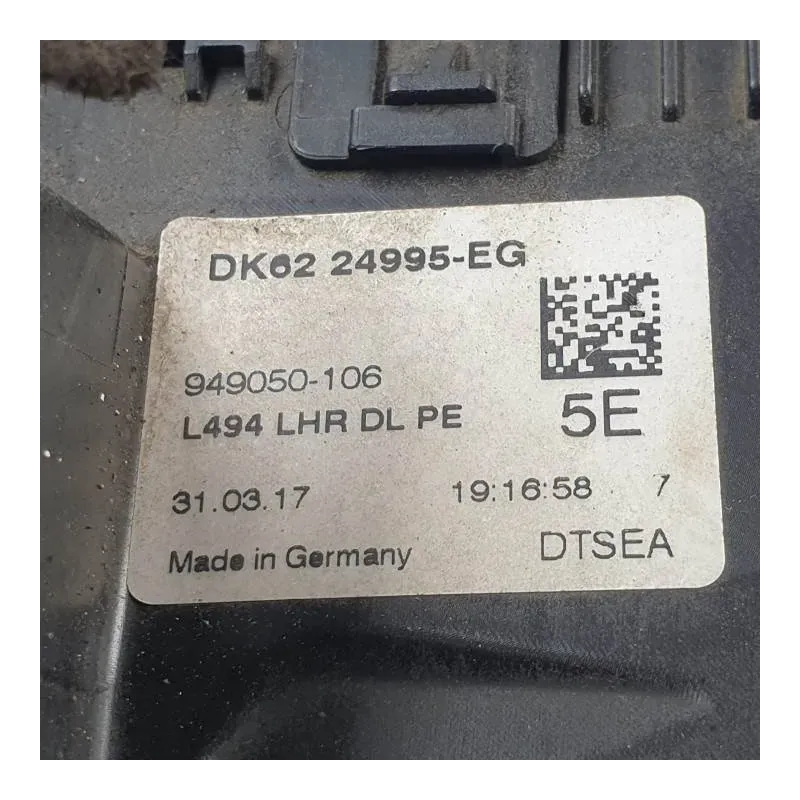 DK62 24995-EG
949050-106
L494 LHR DL PE
5E
31.03.17 19:16:58 7
Made in Germany DTSEA